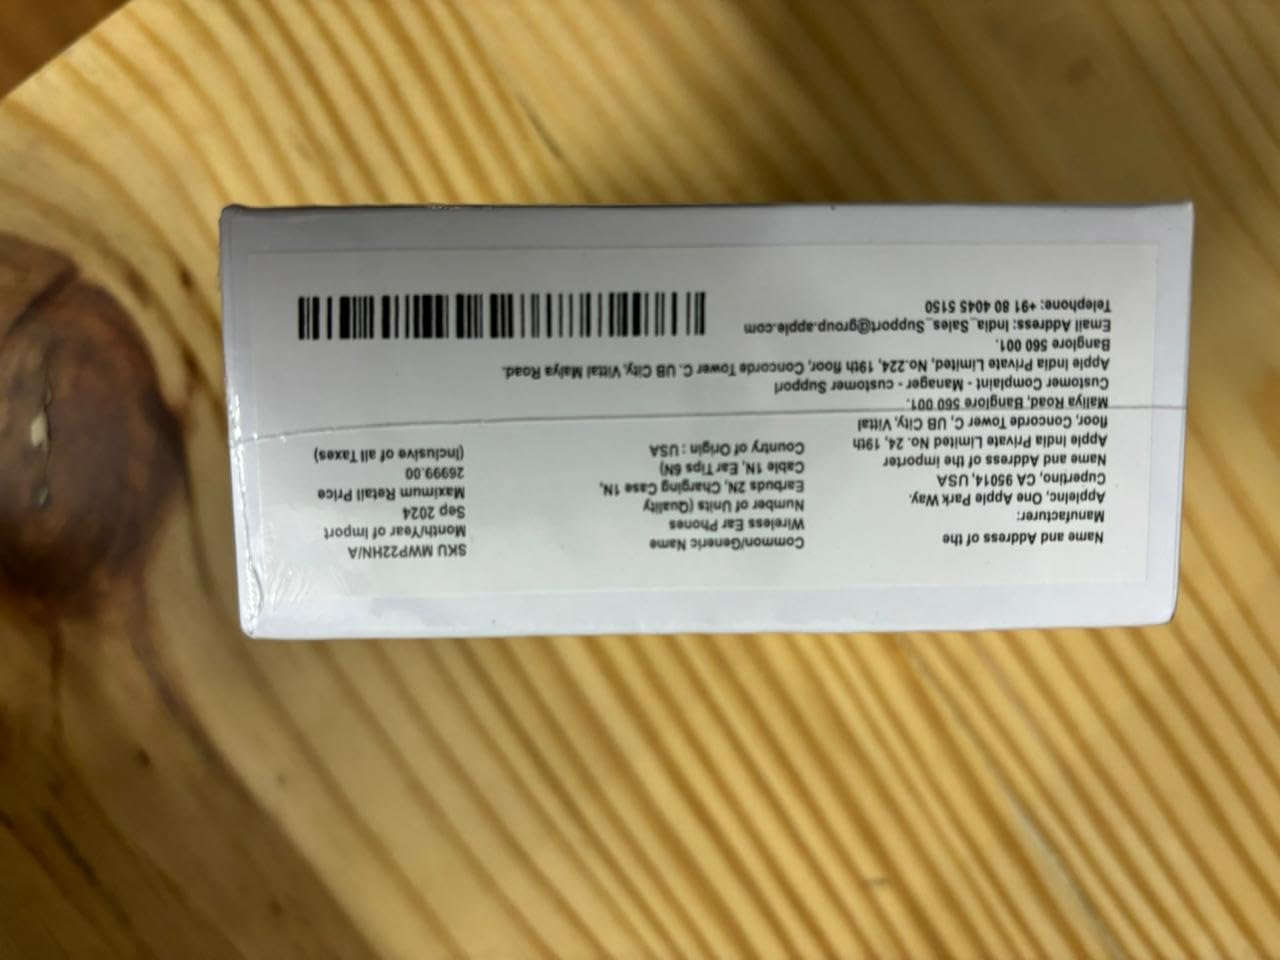 Name and Address of the
Manufacturer:
AppleInc, One Apple Park Way.
Cupertino, CA 95014, USA
Name and Address of the importer
Apple India Private Limited No. 24, 19th
floor, Concorde Tower C, UB City, Vittal
Mallya Road, Banglore 560 001.
Common/Generic Name
Wireless Ear Phones
Number of Units (Quality
Earbuds 2N, Charging Case 1N,
Cable 1N, Ear Tips 6N)
Country of Origin : USA
SKU MWP22HN/A
Month/Year of Import
Sep 2024
Maximum Retail Price
26999.00
(Inclusive of all Taxes)
Customer Complaint - Manager - customer Support
Apple India Private Limited, No.224, 19th floor, Concorde Tower C. UB City, Vittal Malya Road.
Banglore 560 001.
Email Address: India_Sales_Support@group.apple.com
Telephone: +91 80 4045 5150